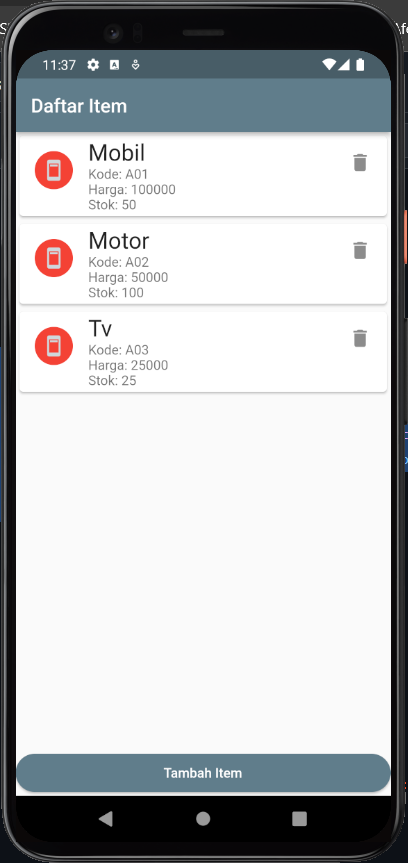 11:37
Daftar Item
Mobil
Kode: A01
Harga: 100000
Stok: 50
Motor
Kode: A02
Harga: 50000
Stok: 100
Tv
Kode: A03
Harga: 25000
Stok: 25
Tambah Item